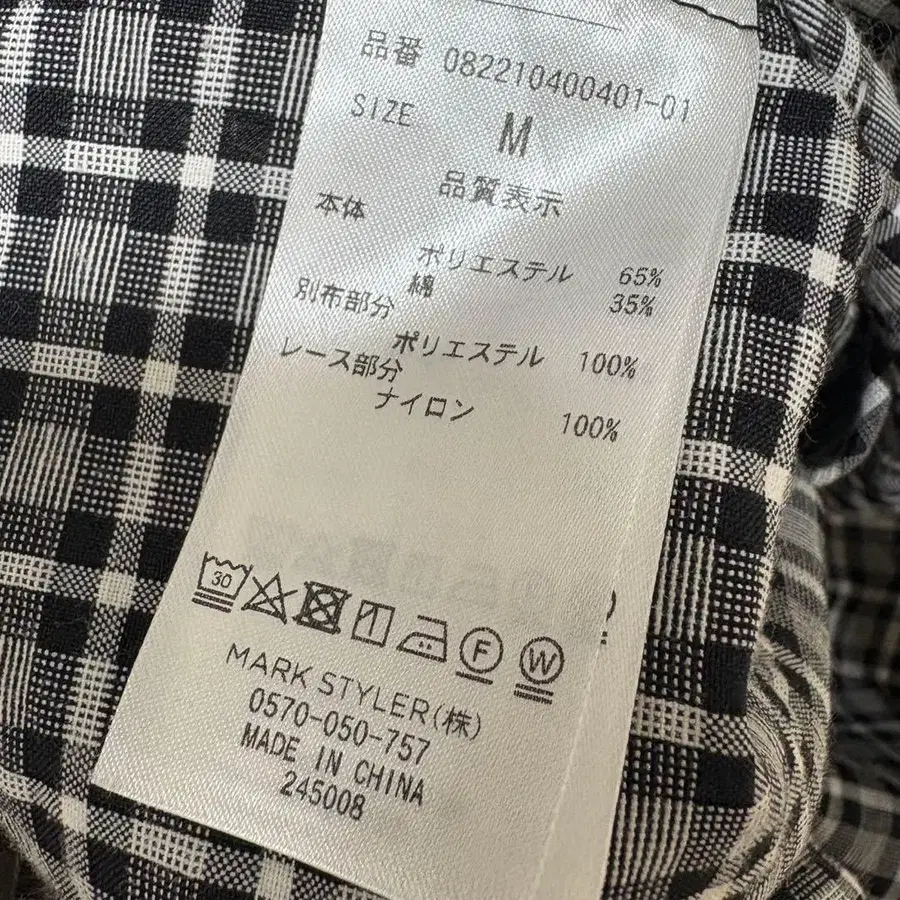 品番 082210400401-01
SIZE M
品質表示
本体
ポリエステル 65%
綿 35%
別布部分
ポリエステル 100%
レース部分
ナイロン 100%
30
F W
MARK STYLER(株)
0570-050-757
MADE IN CHINA
245008